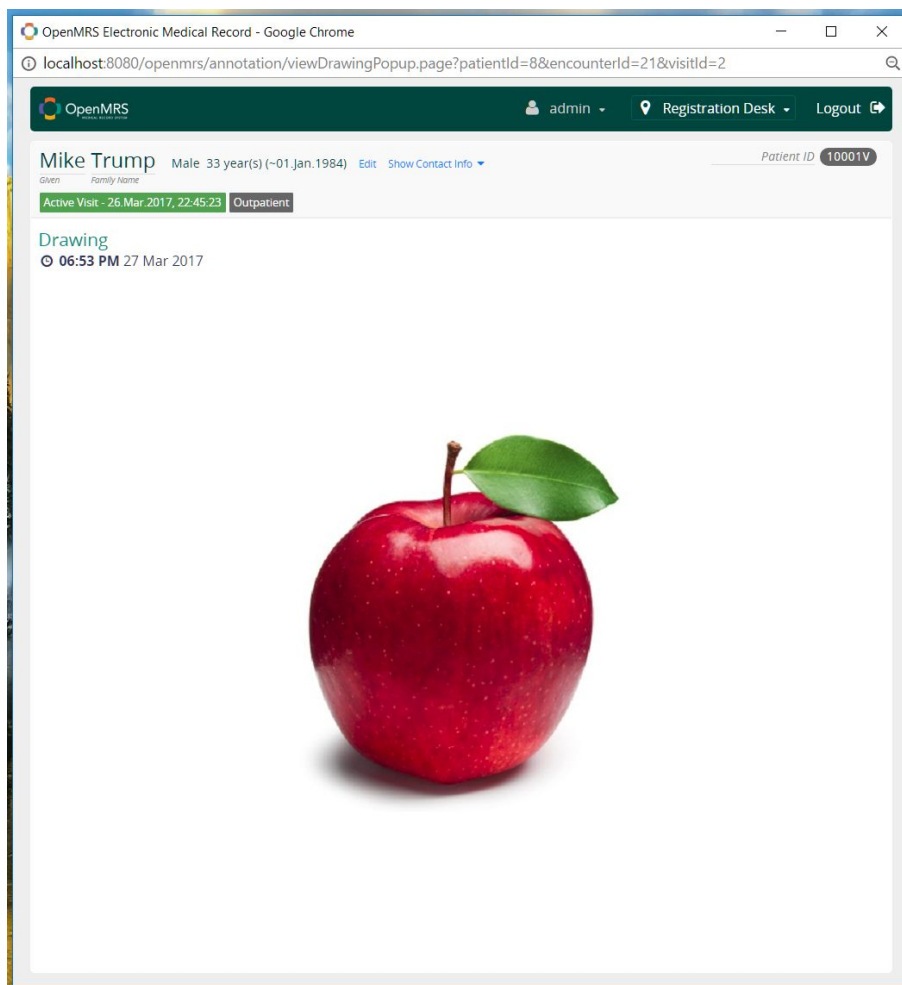 OpenMRS Electronic Medical Record - Google Chrome
localhost:8080/openmrs/annotation/viewDrawingPopup.page?patientId=8&encounterId=21&visitId=2
OpenMRS
MEDICAL RECORD SYSTEM
admin
Registration Desk
Logout
Mike Trump Male 33 year(s) (~01.Jan.1984) Edit Show Contact Info
Patient ID 10001V
Given Family Name
Active Visit - 26.Mar.2017, 22:45:23 Outpatient
Drawing
06:53 PM 27 Mar 2017